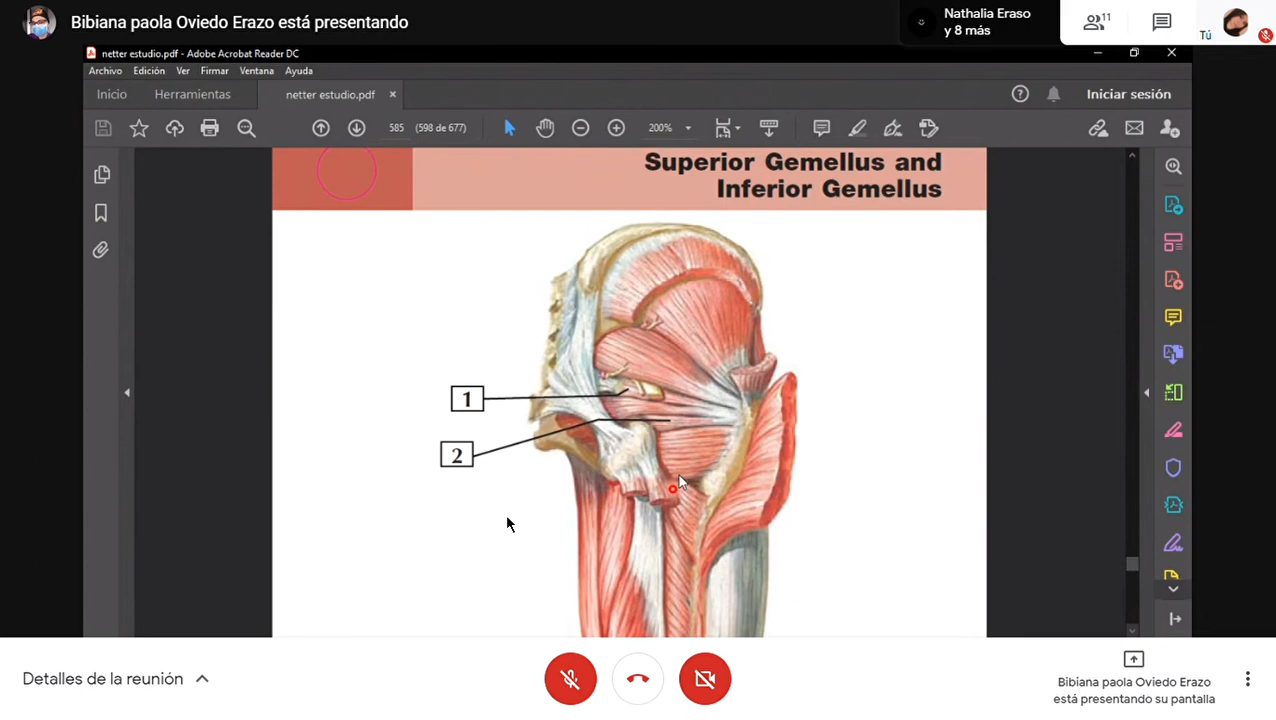 Bibiana paola Oviedo Erazo está presentando
Nathalia Eraso
y 8 más
11
Tú
netter estudio.pdf - Adobe Acrobat Reader DC
Archivo Edición Ver Firmar Ventana Ayuda
Inicio Herramientas netter estudio.pdf × Iniciar sesión
585 (598 de 677) 200%
Superior Gemellus and
Inferior Gemellus
1
2
Detalles de la reunión
Bibiana paola Oviedo Erazo
está presentando su pantalla